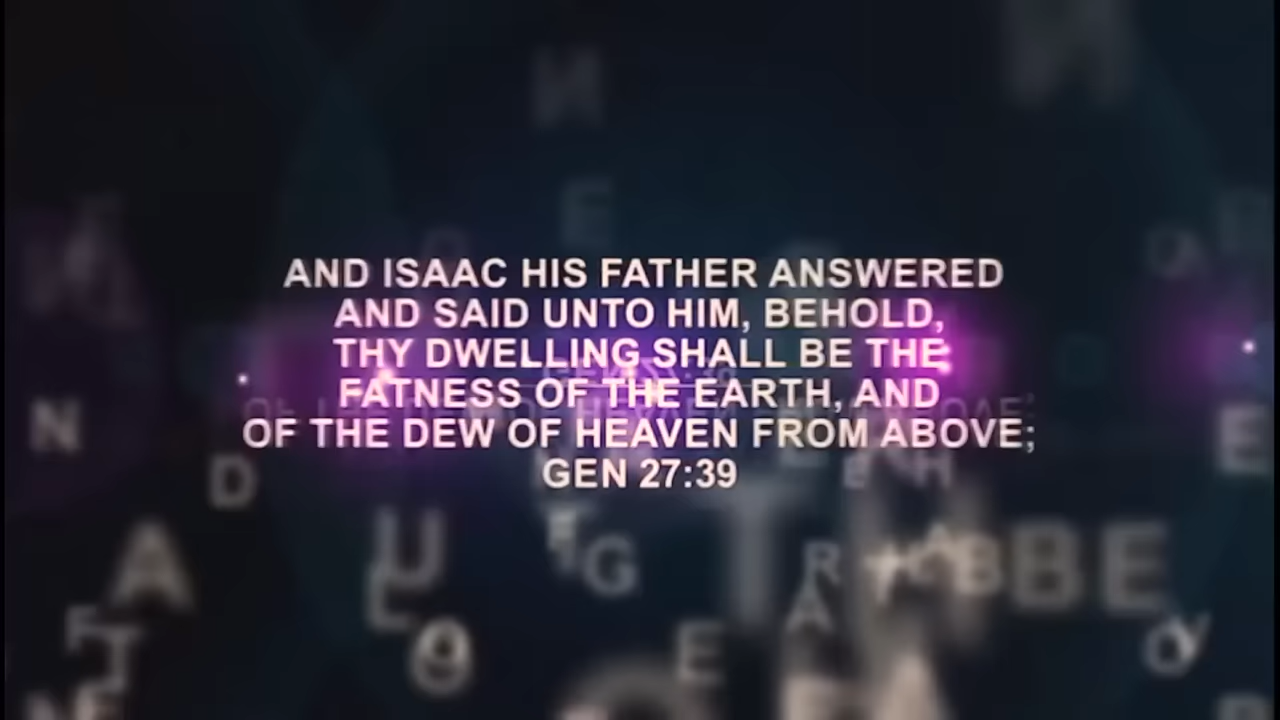 AND ISAAC HIS FATHER ANSWERED
AND SAID UNTO HIM, BEHOLD,
THY DWELLING SHALL BE THE
FATNESS OF THE EARTH, AND
OF THE DEW OF HEAVEN FROM ABOVE;
GEN 27:39